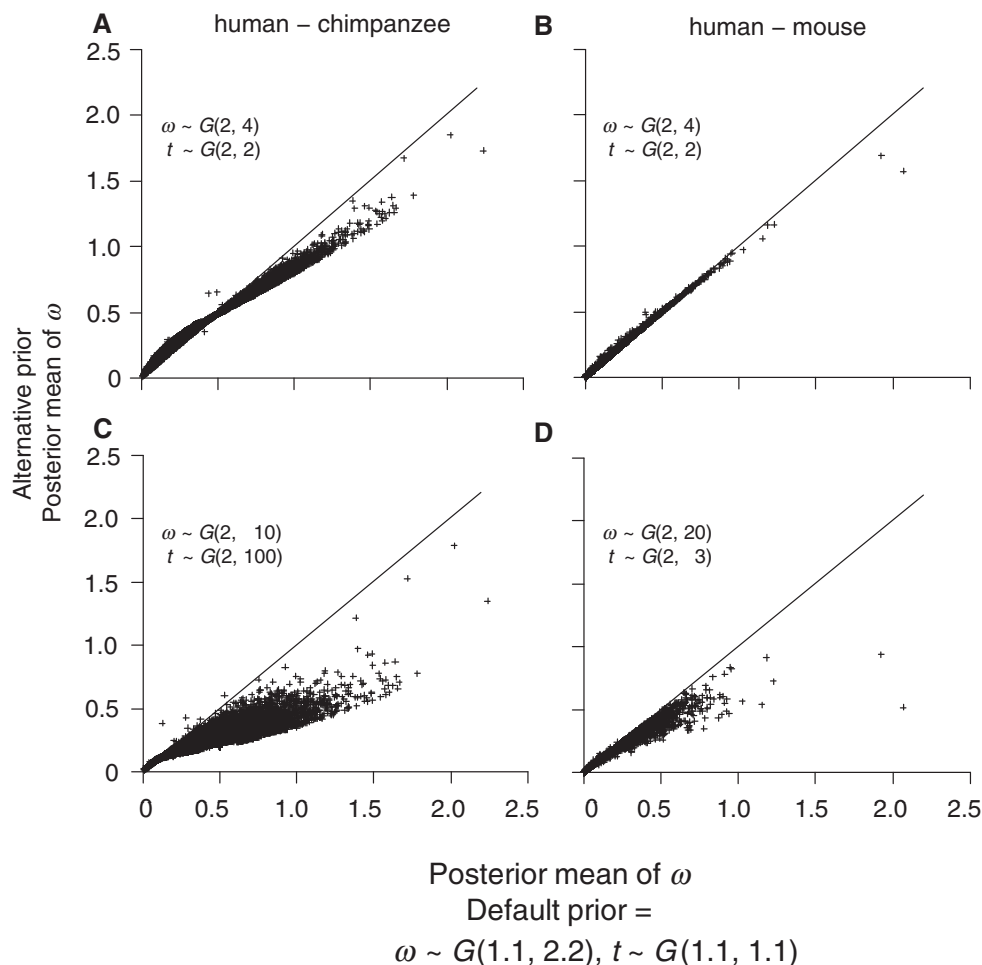 A
human – chimpanzee
B
human – mouse
2.5
2.0
1.5
1.0
0.5
0
ω ~ G(2, 4)
t ~ G(2, 2)
ω ~ G(2, 4)
t ~ G(2, 2)
Alternative prior
Posterior mean of ω
C
D
2.5
2.0
1.5
1.0
0.5
0
ω ~ G(2, 10)
t ~ G(2, 100)
ω ~ G(2, 20)
t ~ G(2, 3)
0 0.5 1.0 1.5 2.0 2.5
0 0.5 1.0 1.5 2.0 2.5
Posterior mean of ω
Default prior =
ω ~ G(1.1, 2.2), t ~ G(1.1, 1.1)